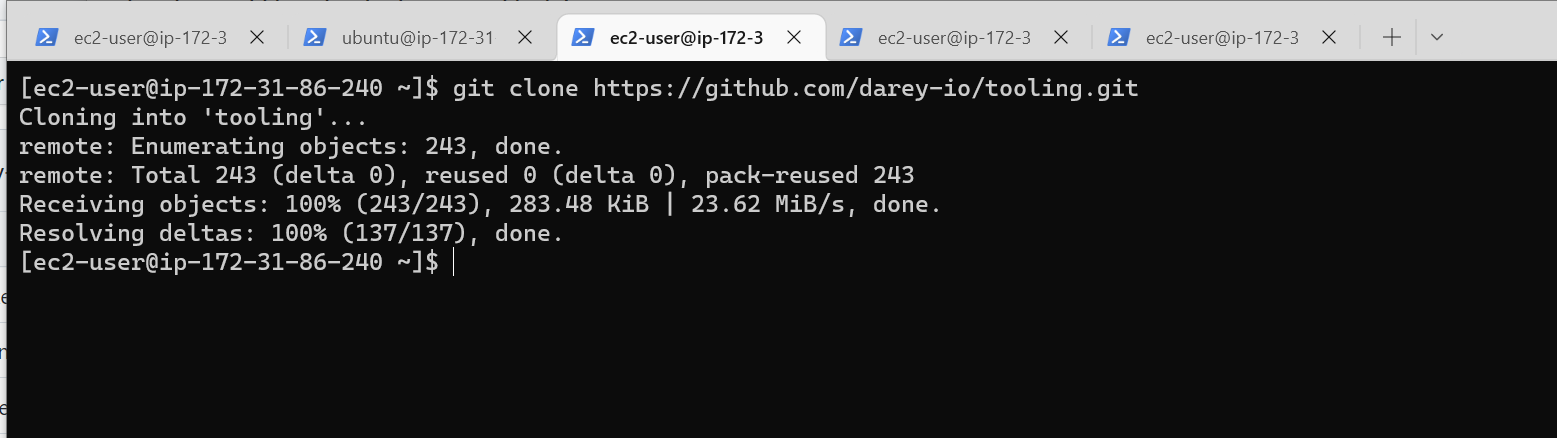 ec2-user@ip-172-3 ubuntu@ip-172-31 ec2-user@ip-172-3 ec2-user@ip-172-3 ec2-user@ip-172-3
[ec2-user@ip-172-31-86-240 ~]$ git clone https://github.com/darey-io/tooling.git
Cloning into 'tooling'...
remote: Enumerating objects: 243, done.
remote: Total 243 (delta 0), reused 0 (delta 0), pack-reused 243
Receiving objects: 100% (243/243), 283.48 KiB | 23.62 MiB/s, done.
Resolving deltas: 100% (137/137), done.
[ec2-user@ip-172-31-86-240 ~]$